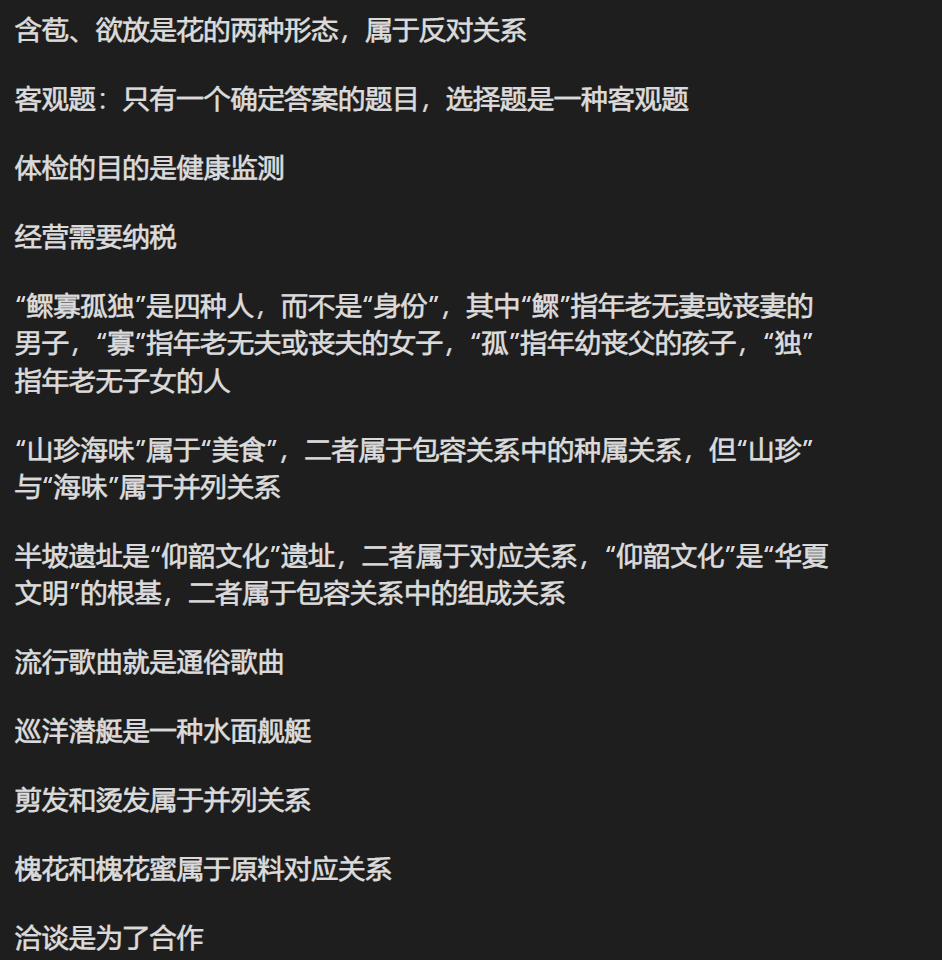 含苞、欲放是花的两种形态，属于反对关系
客观题：只有一个确定答案的题目，选择题是一种客观题
体检的目的是健康监测
经营需要纳税
“鳏寡孤独”是四种人，而不是“身份”，其中“鳏”指年老无妻或丧妻的
男子，“寡”指年老无夫或丧夫的女子，“孤”指年幼丧父的孩子，“独”
指年老无子女的人
“山珍海味”属于“美食”，二者属于包容关系中的种属关系，但“山珍”
与“海味”属于并列关系
半坡遗址是“仰韶文化”遗址，二者属于对应关系，“仰韶文化”是“华夏
文明”的根基，二者属于包容关系中的组成关系
流行歌曲就是通俗歌曲
巡洋潜艇是一种水面舰艇
剪发和烫发属于并列关系
槐花和槐花蜜属于原料对应关系
洽谈是为了合作